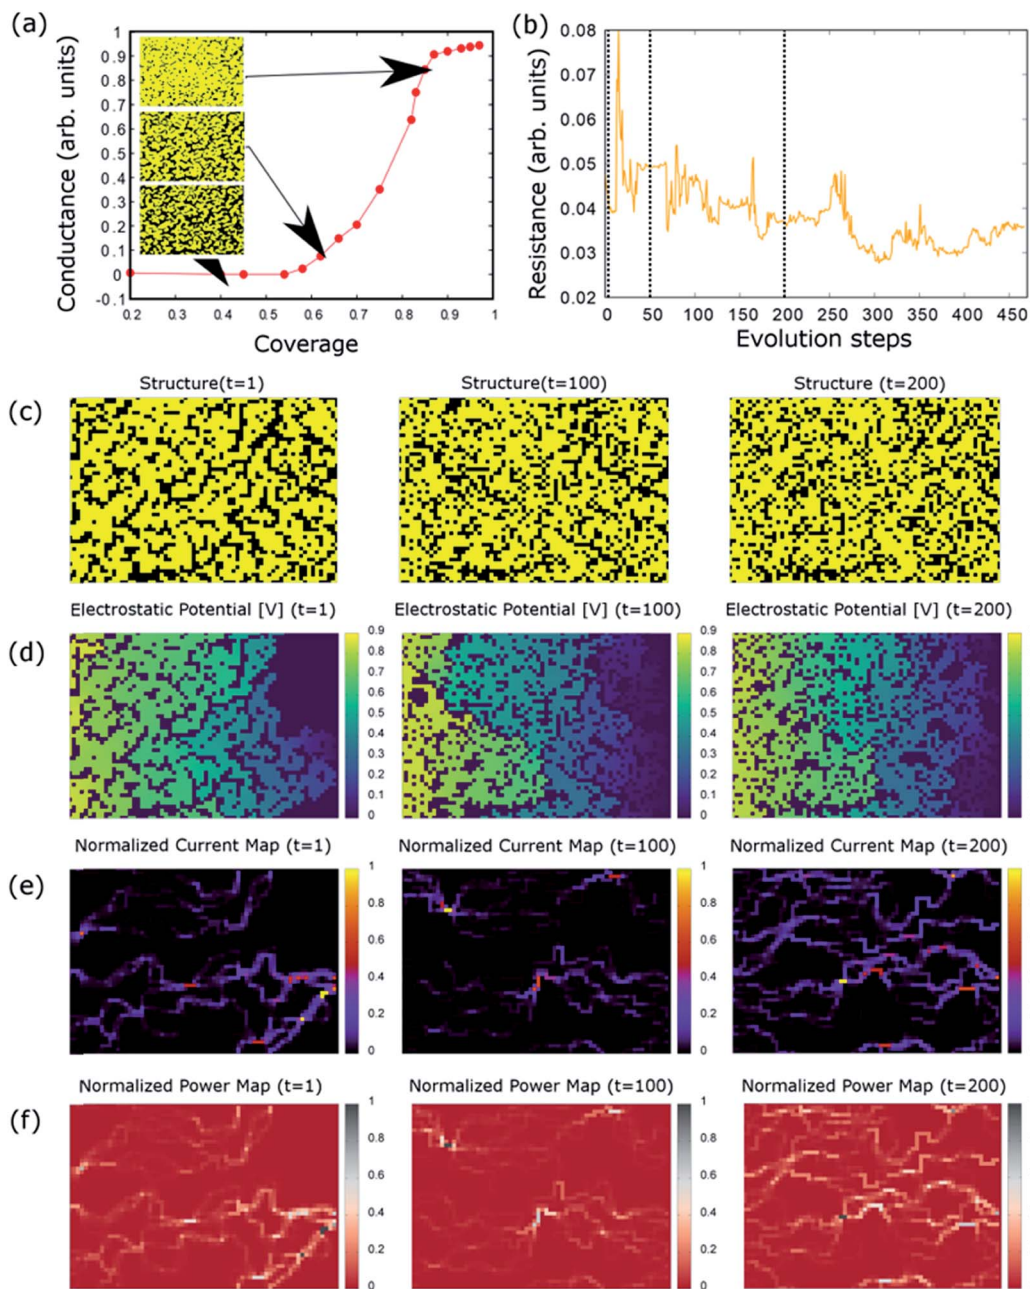 (a)
Conductance (arb. units)
1
0.9
0.8
0.7
0.6
0.5
0.4
0.3
0.2
0.1
0
-0.1
0.2 0.3 0.4 0.5 0.6 0.7 0.8 0.9 1
Coverage
(b)
Resistance (arb. units)
0.08
0.07
0.06
0.05
0.04
0.03
0.02
0 50 100 150 200 250 300 350 400 450
Evolution steps
(c)
Structure(t=1) Structure(t=100) Structure (t=200)
(d)
Electrostatic Potential [V] (t=1) Electrostatic Potential [V] (t=100) Electrostatic Potential [V] (t=200)
0.9 0.9
0.8 0.8
0.7 0.7
0.6 0.6
0.5 0.5
0.4 0.4
0.3 0.3
0.2 0.2
0.1 0.1
0 0
(e)
Normalized Current Map (t=1) Normalized Current Map (t=100) Normalized Current Map (t=200)
1 1
0.8 0.8
0.6 0.6
0.4 0.4
0.2 0.2
0 0
(f)
Normalized Power Map (t=1) Normalized Power Map (t=100) Normalized Power Map (t=200)
1 1
0.8 0.8
0.6 0.6
0.4 0.4
0.2 0.2
0 0